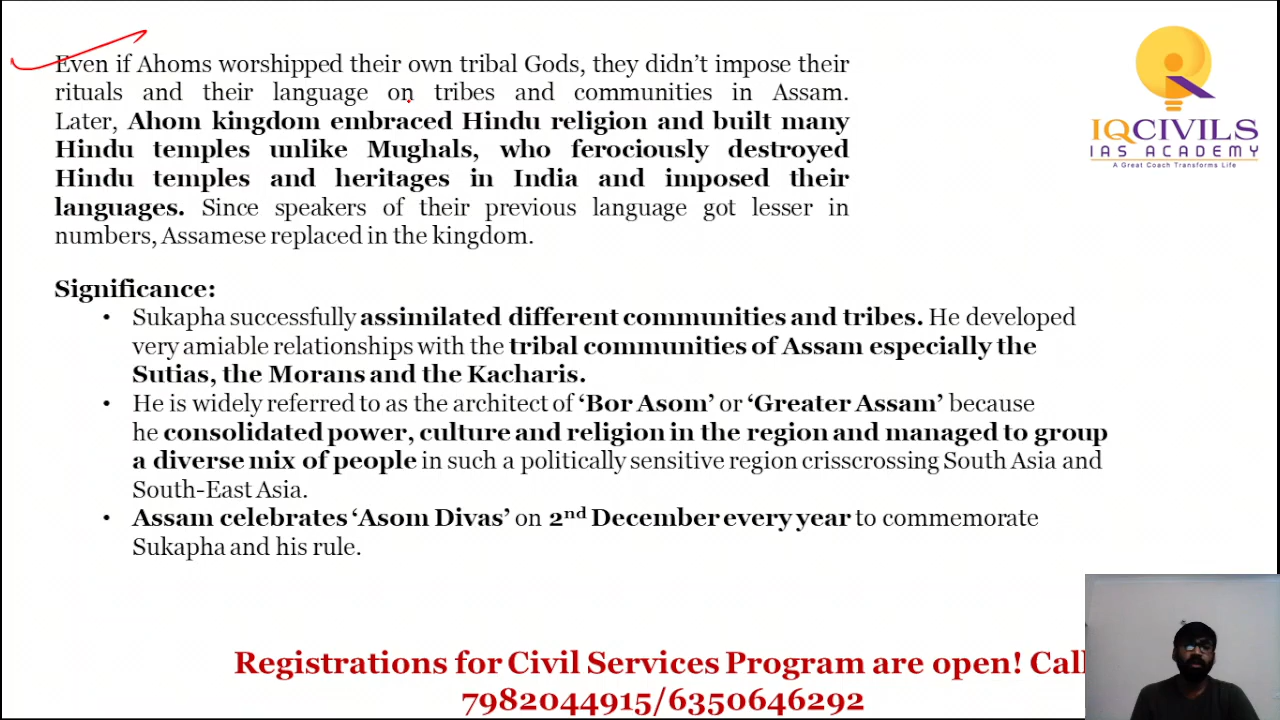 Even if Ahoms worshipped their own tribal Gods, they didn't impose their
rituals and their language on tribes and communities in Assam.
Later, Ahom kingdom embraced Hindu religion and built many
Hindu temples unlike Mughals, who ferociously destroyed
Hindu temples and heritages in India and imposed their
languages. Since speakers of their previous language got lesser in
numbers, Assamese replaced in the kingdom.
IQCIVILS
IAS ACADEMY
A Great Coach Transforms Life
Significance:
• Sukapha successfully assimilated different communities and tribes. He developed
very amiable relationships with the tribal communities of Assam especially the
Sutias, the Morans and the Kacharis.
• He is widely referred to as the architect of 'Bor Asom' or 'Greater Assam' because
he consolidated power, culture and religion in the region and managed to group
a diverse mix of people in such a politically sensitive region crisscrossing South Asia and
South-East Asia.
• Assam celebrates 'Asom Divas' on 2nd December every year to commemorate
Sukapha and his rule.
Registrations for Civil Services Program are open! Call
7982044915/6350646292